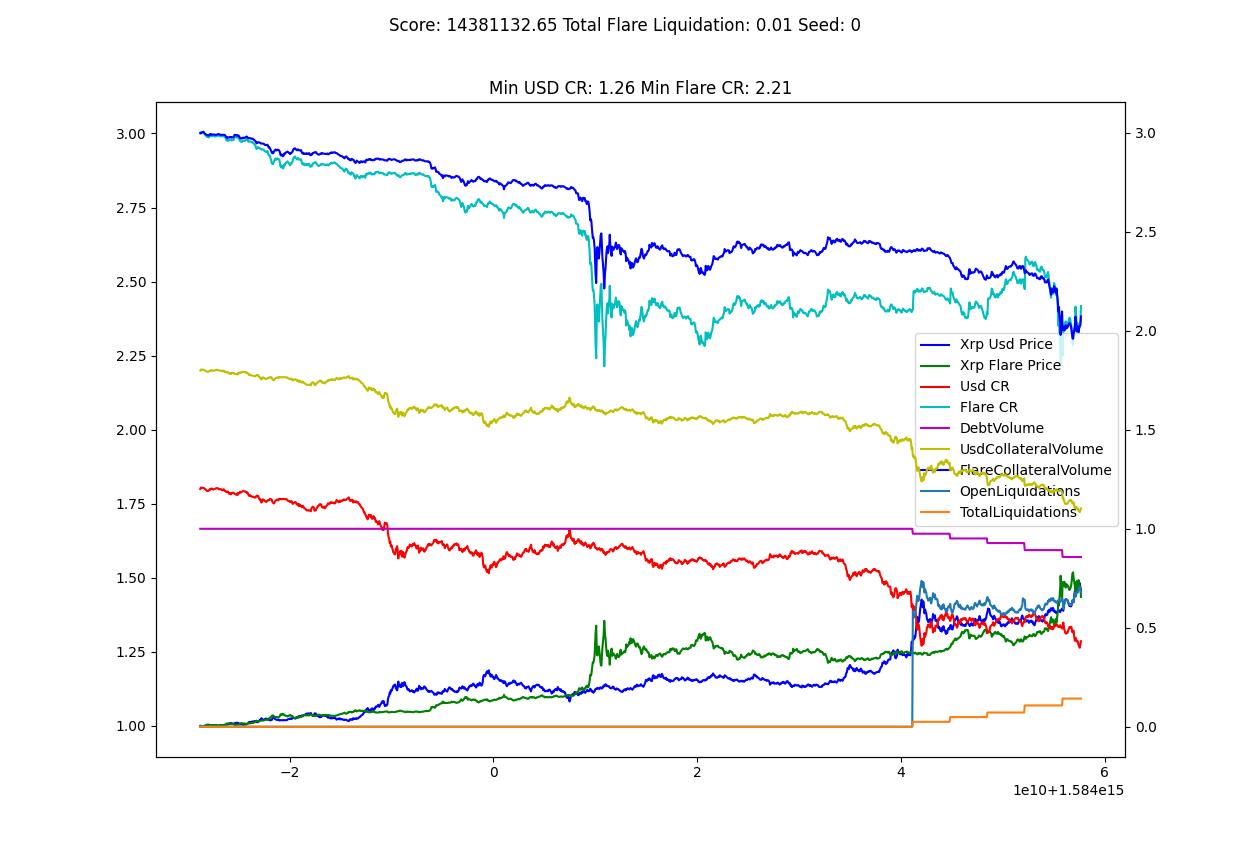 Score: 14381132.65 Total Flare Liquidation: 0.01 Seed: 0
Min USD CR: 1.26 Min Flare CR: 2.21
3.00
2.75
2.50
2.25
2.00
1.75
1.50
1.25
1.00
3.0
2.5
2.0
1.5
1.0
0.5
0.0
Xrp Usd Price
Xrp Flare Price
Usd CR
Flare CR
DebtVolume
UsdCollateralVolume
FlareCollateralVolume
OpenLiquidations
TotalLiquidations
−2
0
2
4
6
1e10+1.584e15